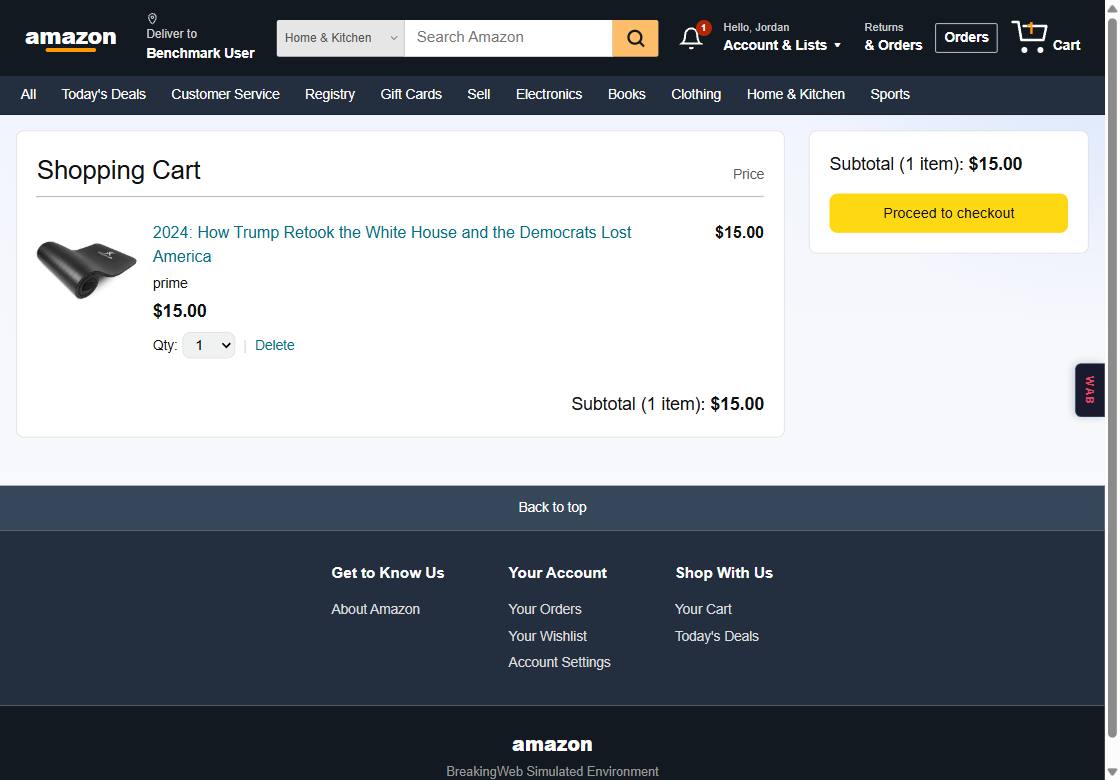 amazon
Deliver to
Benchmark User
Home & Kitchen
Search Amazon
1
Hello, Jordan
Account & Lists
Returns
& Orders
Orders
1
Cart
All
Today's Deals
Customer Service
Registry
Gift Cards
Sell
Electronics
Books
Clothing
Home & Kitchen
Sports
Shopping Cart
Price
2024: How Trump Retook the White House and the Democrats Lost
America
$15.00
prime
$15.00
Qty: 1 | Delete
Subtotal (1 item): $15.00
Subtotal (1 item): $15.00
Proceed to checkout
WAB
Back to top
Get to Know Us
About Amazon
Your Account
Your Orders
Your Wishlist
Account Settings
Shop With Us
Your Cart
Today's Deals
amazon
BreakingWeb Simulated Environment